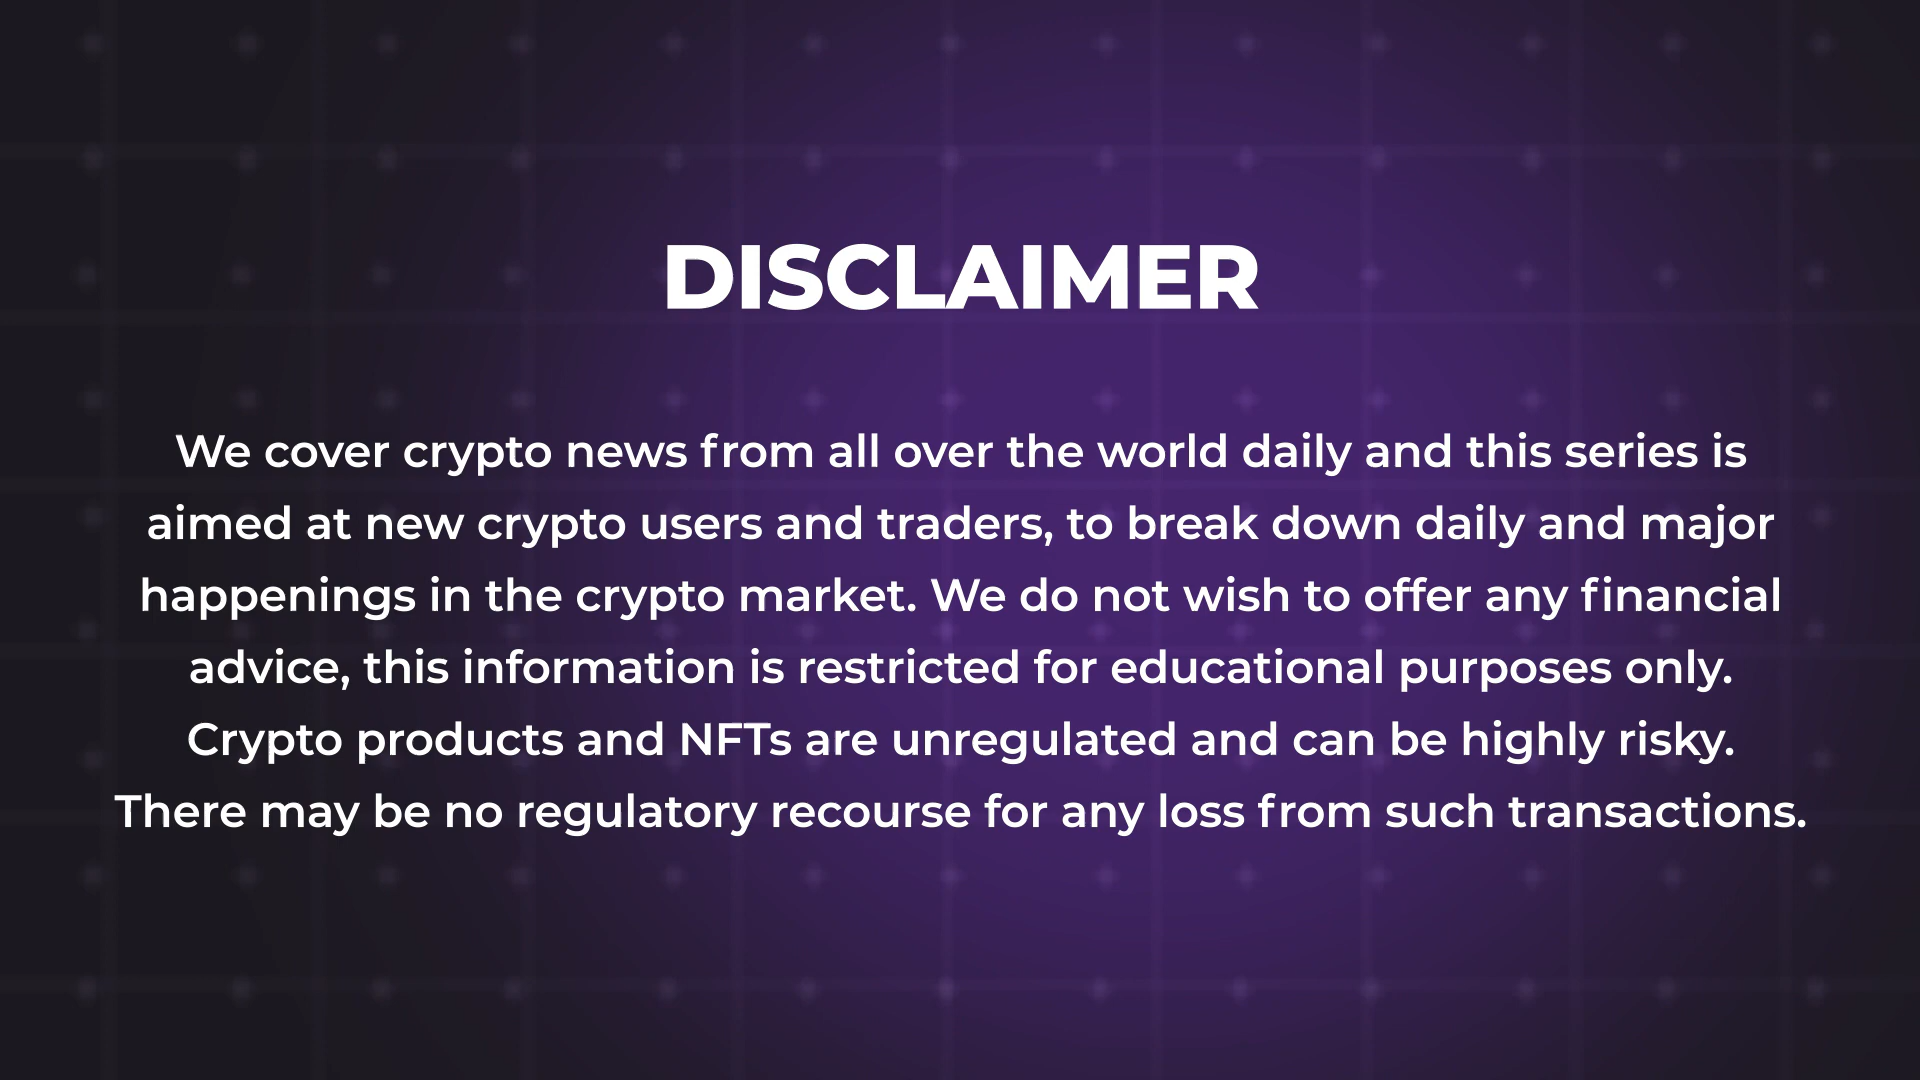 DISCLAIMER
We cover crypto news from all over the world daily and this series is
aimed at new crypto users and traders, to break down daily and major
happenings in the crypto market. We do not wish to offer any financial
advice, this information is restricted for educational purposes only.
Crypto products and NFTs are unregulated and can be highly risky.
There may be no regulatory recourse for any loss from such transactions.